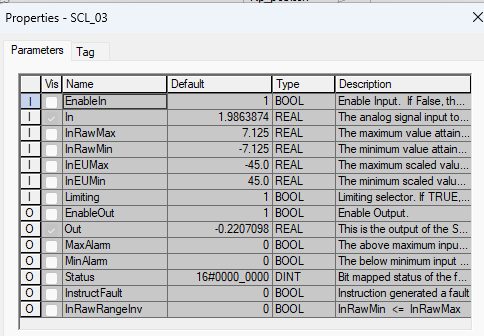 Properties - SCL_03
Parameters Tag
Vis Name Default Type Description
I EnableIn 1 BOOL Enable Input. If False, th...
I In 1.9863874 REAL The analog signal input to...
I InRawMax 7.125 REAL The maximum value attain...
I InRawMin -7.125 REAL The minimum value attain...
I InEUMax -45.0 REAL The maximum scaled valu...
I InEUMin 45.0 REAL The minimum scaled valu...
I Limiting 1 BOOL Limiting selector. If TRUE,...
O EnableOut 1 BOOL Enable Output.
O Out -0.2207098 REAL This is the output of the S...
O MaxAlarm 0 BOOL The above maximum inpu...
O MinAlarm 0 BOOL The below minimum input ...
O Status 16#0000_0000 DINT Bit mapped status of the f...
O InstructFault 0 BOOL Instruction generated a fault
O InRawRangeInv 0 BOOL InRawMin <= InRawMax